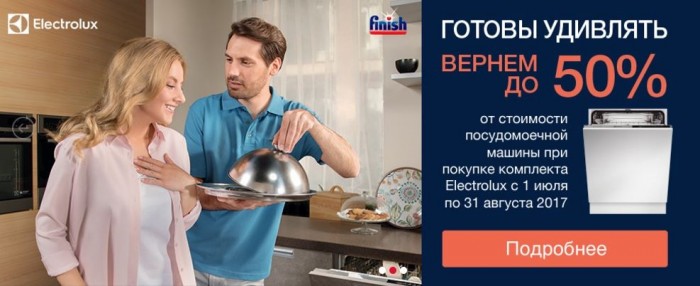 Electrolux
finish
ГОТОВЫ УДИВЛЯТЬ
ВЕРНЕМ
ДО 50%
от стоимости
посудомоечной
машины при
покупке комплекта
Electrolux с 1 июля
по 31 августа 2017
Подробнее